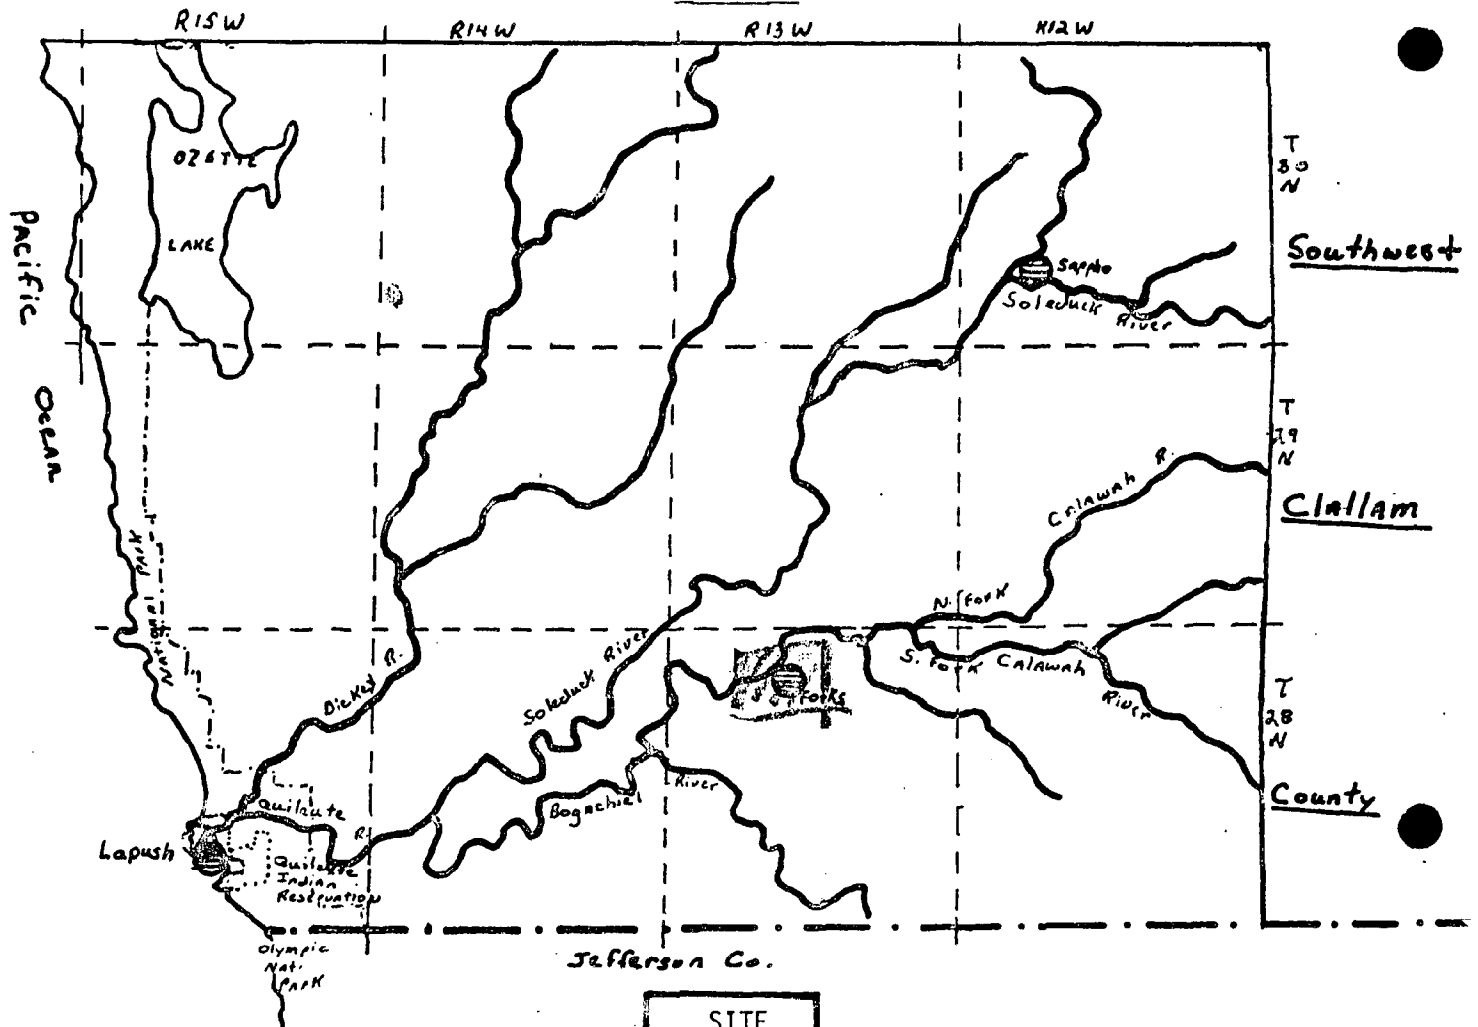 R15W
R14W
R13W
R12W
T
30
N
OZETTE
LAKE
Pacific
Ocean
Southwest
Sappho
Soleduck
River
T
29
N
Clallam
Calawah R.
N. Fork
S. Fork Calawah
River
T
28
N
County
National Park
Dickey R.
Soleduck River
Forks
Bogachiel
River
Quilaute
R.
Lapush
Quilaute
Indian
Reservation
Olympic
Nat.
Park
Jefferson Co.
SITE